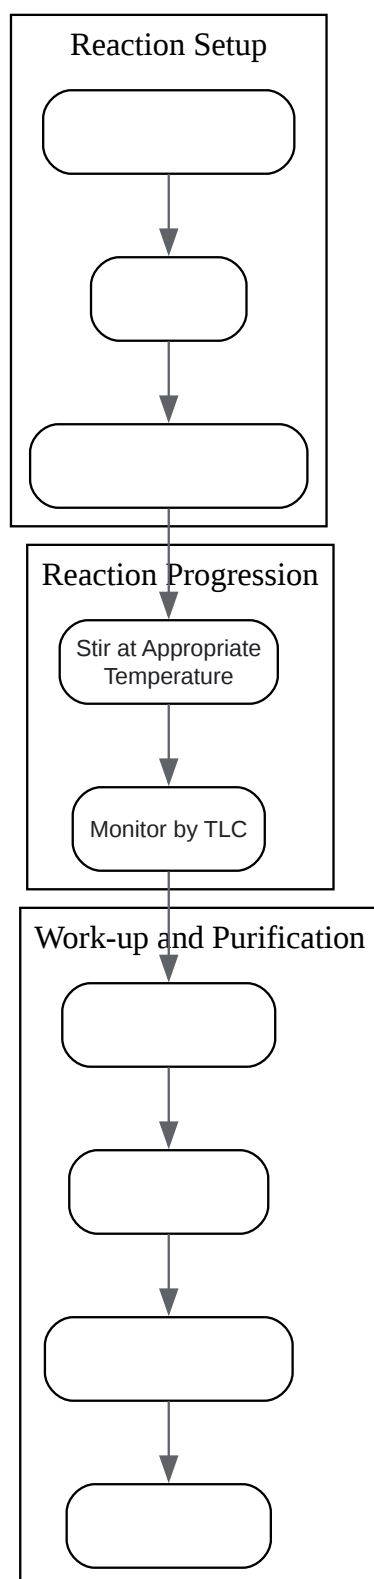 Reaction Setup
Reaction Progression
Stir at Appropriate
Temperature
Monitor by TLC
Work-up and Purification